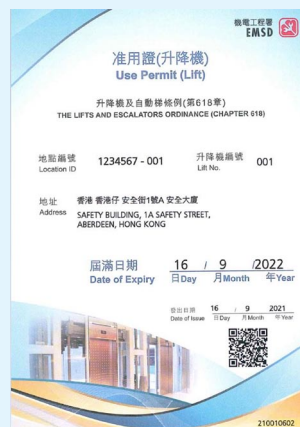 機電工程署
EMSD
准用證(升降機)
Use Permit (Lift)
升降機及自動梯條例(第618章)
THE LIFTS AND ESCALATORS ORDINANCE (CHAPTER 618)
地點編號 1234567 - 001 升降機編號 001
Location ID Lift No.
地址 香港 香港仔 安全街1號A 安全大廈
Address SAFETY BUILDING, 1A SAFETY STREET,
ABERDEEN, HONG KONG
屆滿日期 16 / 9 /2022
Date of Expiry 日Day 月Month 年Year
發出日期 16 / 9 2021
Date of Issue 日Day 月Month 年Year
210010602